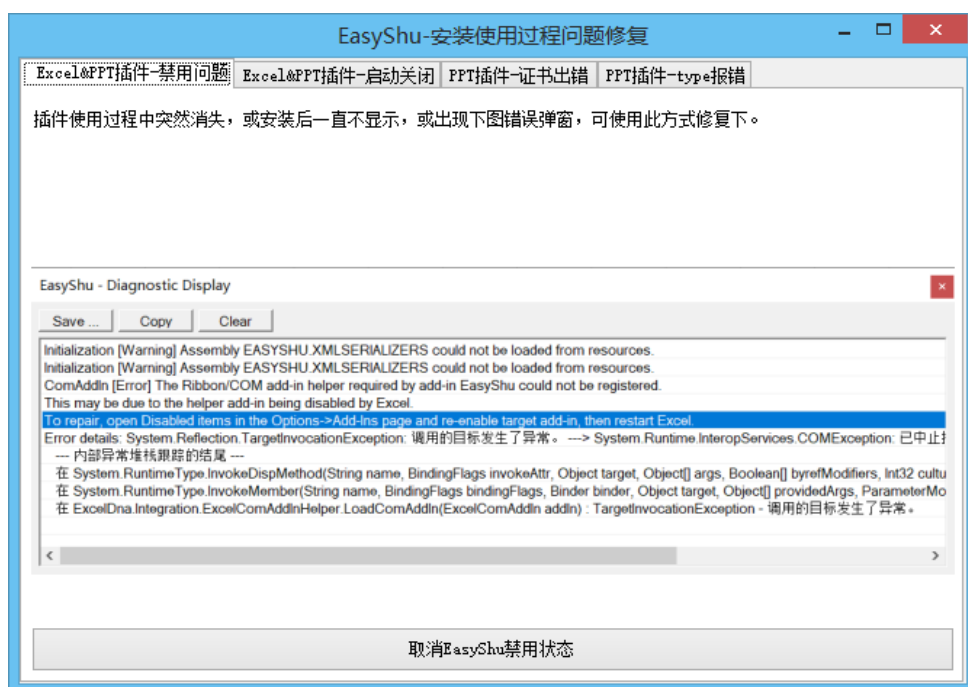 EasyShu-安装使用过程问题修复
Excel&PPT插件-禁用问题 Excel&PPT插件-启动关闭 PPT插件-证书出错 PPT插件-type报错
插件使用过程中突然消失，或安装后一直不显示，或出现下图错误弹窗，可使用此方式修复下。
EasyShu - Diagnostic Display
Save ... Copy Clear
Initialization [Warning] Assembly EASYSHU.XMLSERIALIZERS could not be loaded from resources.
Initialization [Warning] Assembly EASYSHU.XMLSERIALIZERS could not be loaded from resources.
ComAddIn [Error] The Ribbon/COM add-in helper required by add-in EasyShu could not be registered.
This may be due to the helper add-in being disabled by Excel.
To repair, open Disabled items in the Options->Add-Ins page and re-enable target add-in, then restart Excel.
Error details: System.Reflection.TargetInvocationException: 调用的目标发生了异常。 ---> System.Runtime.InteropServices.COMException: 已中止
--- 内部异常堆栈跟踪的结尾 ---
在 System.RuntimeType.InvokeDispMethod(String name, BindingFlags invokeAttr, Object target, Object[] args, Boolean[] byrefModifiers, Int32 cultu
在 System.RuntimeType.InvokeMember(String name, BindingFlags bindingFlags, Binder binder, Object target, Object[] providedArgs, ParameterMo
在 ExcelDna.Integration.ExcelComAddInHelper.LoadComAddIn(ExcelComAddIn addIn) : TargetInvocationException - 调用的目标发生了异常。
取消EasyShu禁用状态